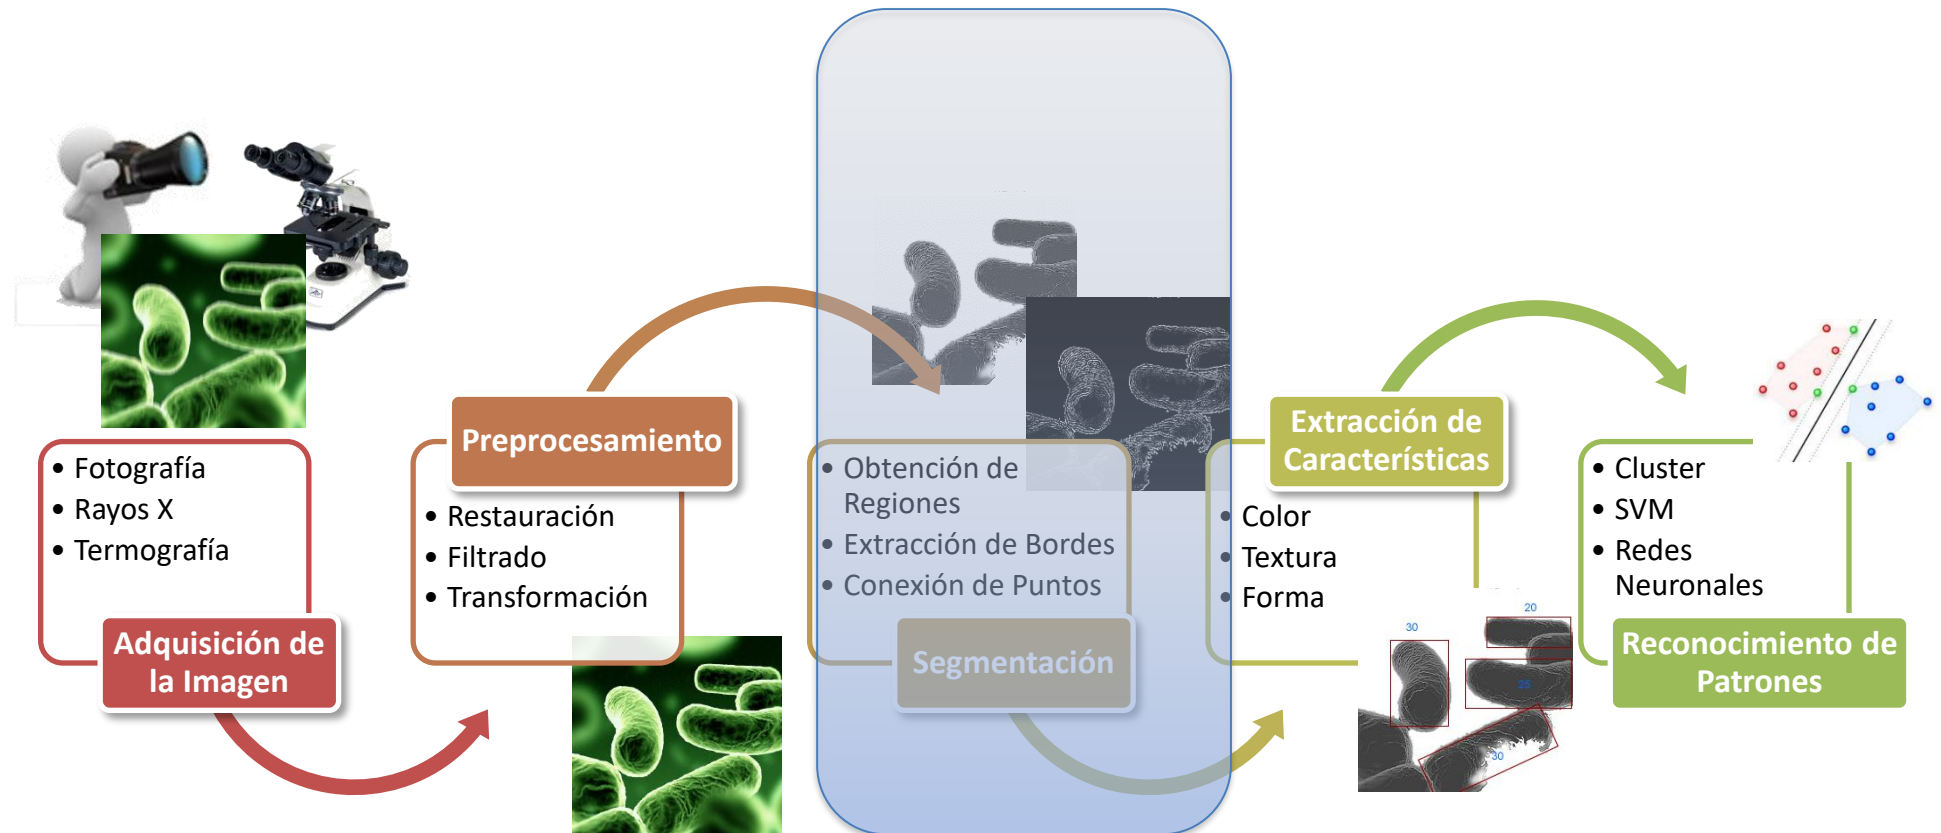 • Fotografía
• Rayos X
• Termografía
Adquisición de
la Imagen
Preprocesamiento
• Restauración
• Filtrado
• Transformación
• Obtención de
Regiones
• Extracción de Bordes
• Conexión de Puntos
Segmentación
Extracción de
Características
• Color
• Textura
• Forma
20
30
25
30
• Cluster
• SVM
• Redes
Neuronales
Reconocimiento de
Patrones